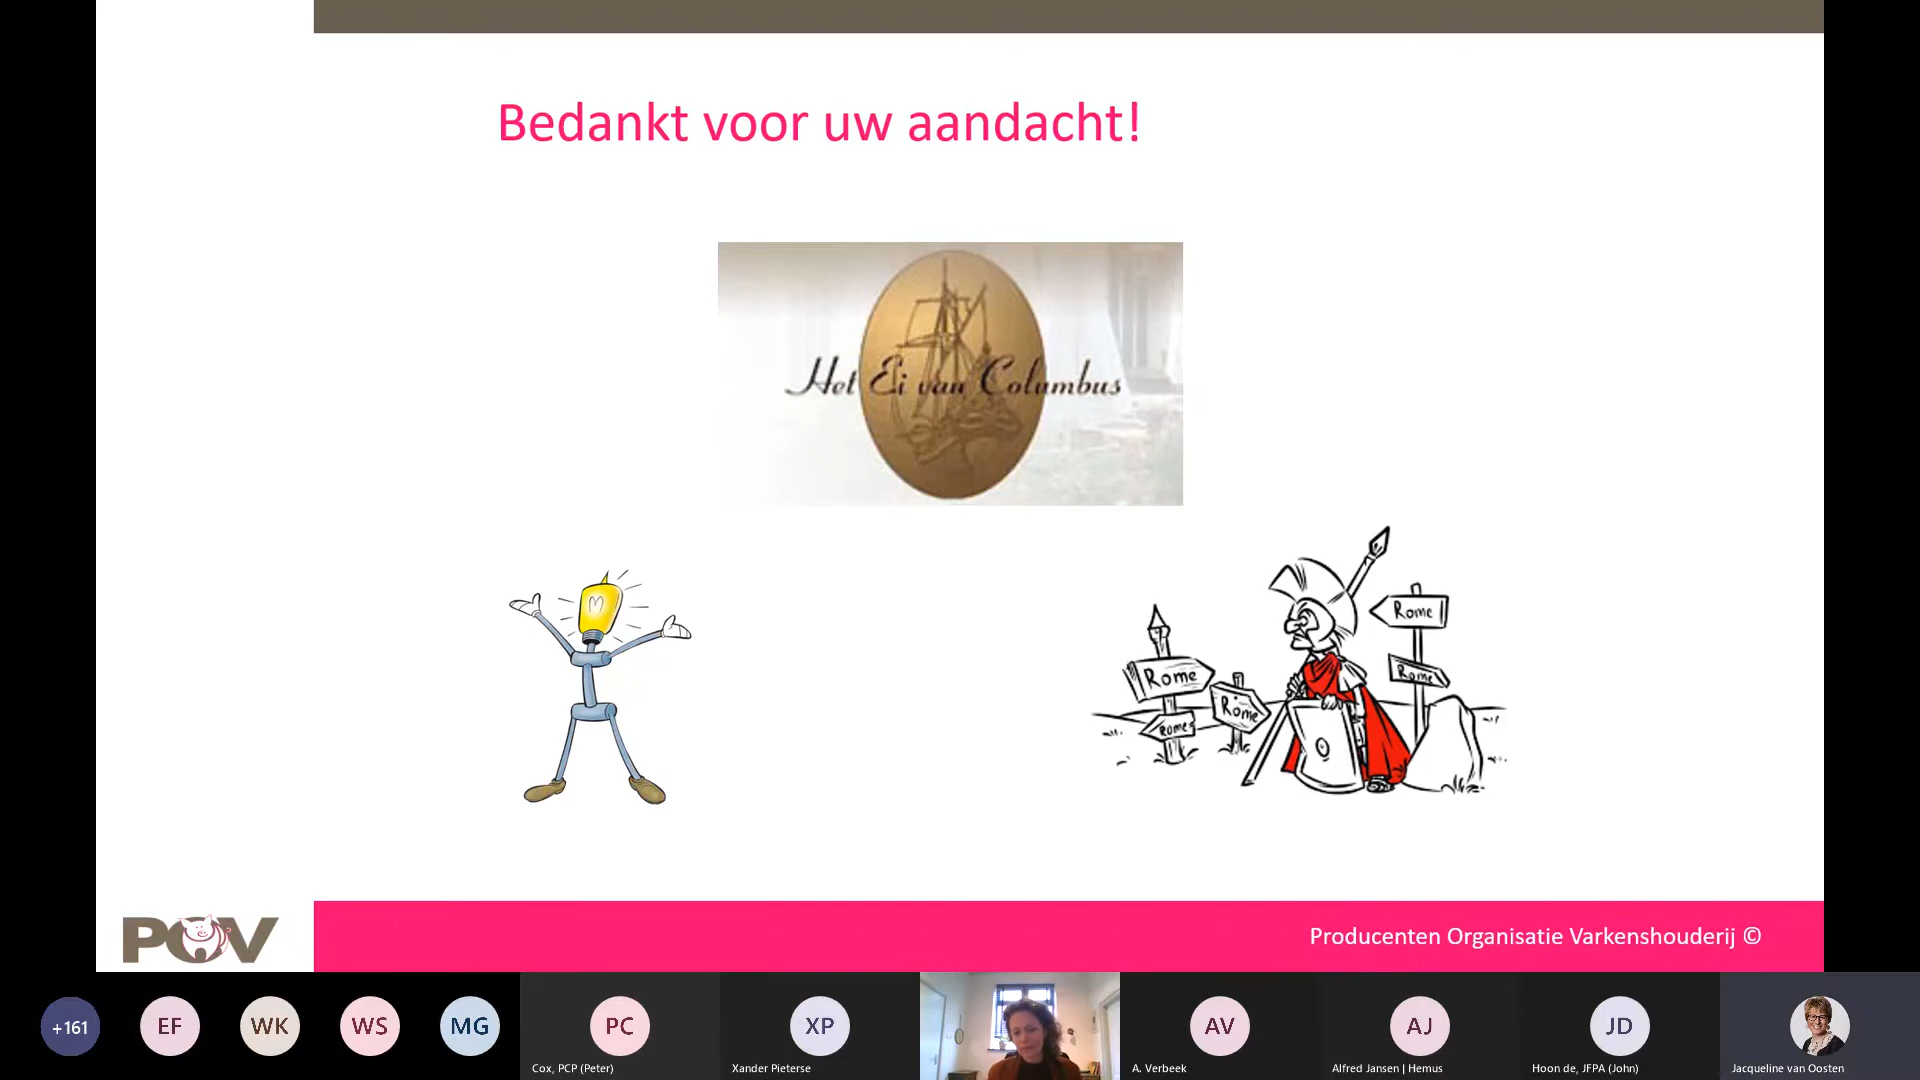 Bedankt voor uw aandacht!
Het Ei van Columbus
Rome
Rome
Rome
Rome
Rome
POV
Producenten Organisatie Varkenshouderij ©
+161
EF
WK
WS
MG
PC
XP
AV
AJ
JD
Cox, PCP (Peter)
Xander Pieterse
A. Verbeek
Alfred Jansen | Hemus
Hoon de, JFPA (John)
Jacqueline van Oosten